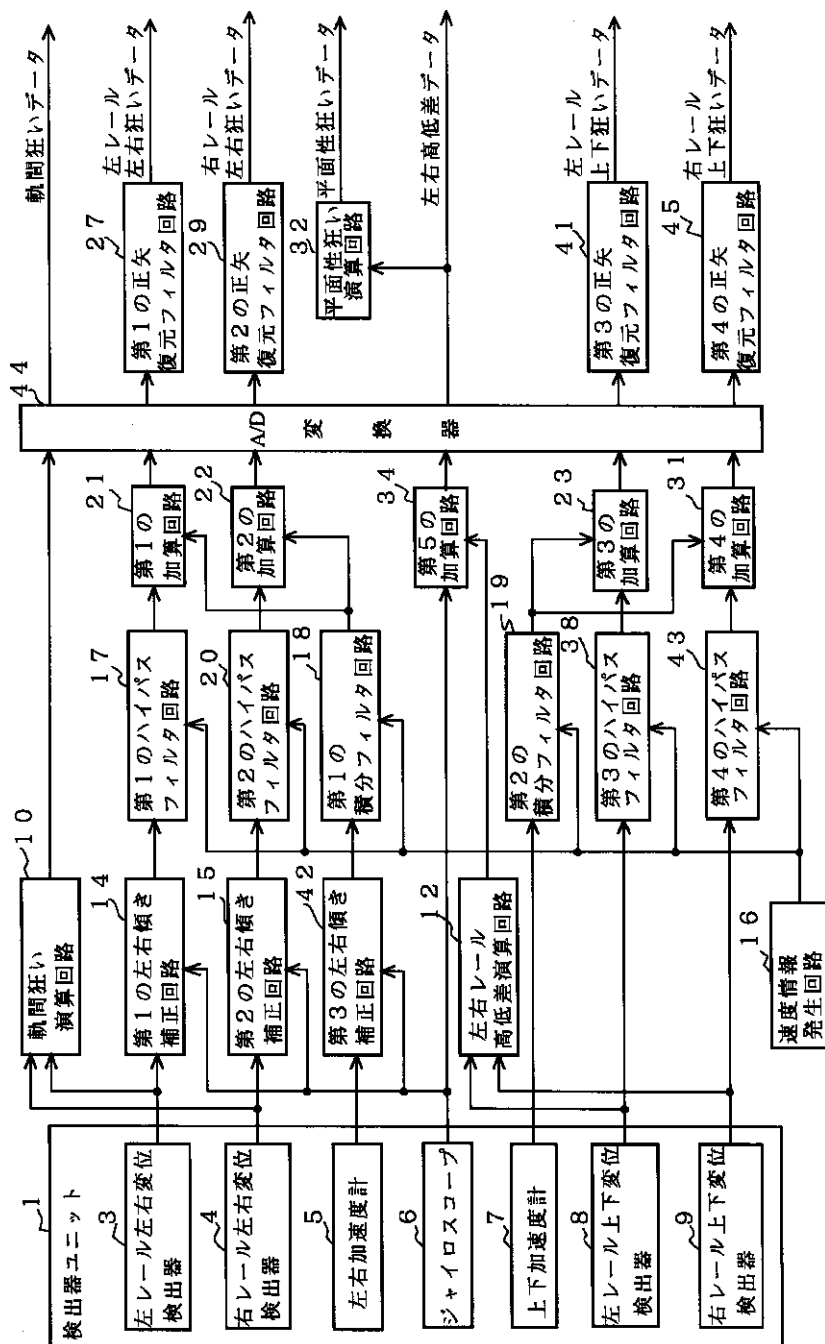 1
検出器ユニット
3
左レール左右変位
検出器
4
右レール左右変位
検出器
5
左右加速度計
6
ジャイロスコープ
7
上下加速度計
8
左レール上下変位
検出器
9
右レール上下変位
検出器
10
軌間狂い
演算回路
14
第1の左右傾き
補正回路
15
第2の左右傾き
補正回路
42
第3の左右傾き
補正回路
12
左右レール
高低差演算回路
16
速度情報
発生回路
17
第1のハイパス
フィルタ回路
20
第2のハイパス
フィルタ回路
18
第1の
積分フィルタ回路
19
第2の
積分フィルタ回路
38
第3のハイパス
フィルタ回路
43
第4のハイパス
フィルタ回路
21
第1の
加算回路
22
第2の
加算回路
34
第5の
加算回路
23
第3の
加算回路
31
第4の
加算回路
44
A/D
変
換
器
27
第1の正矢
復元フィルタ回路
29
第2の正矢
復元フィルタ回路
32
平面性狂い
演算回路
41
第3の正矢
復元フィルタ回路
45
第4の正矢
復元フィルタ回路
軌間狂いデータ
左レール
左右狂いデータ
右レール
左右狂いデータ
平面性狂いデータ
左右高低差データ
左レール
上下狂いデータ
右レール
上下狂いデータ